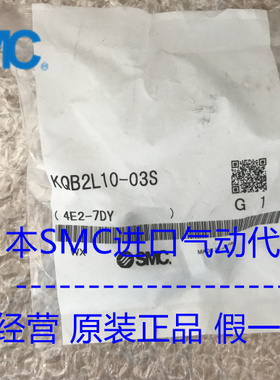 SMC
KQB2L10-03S
G 1
( 4E2-7DY )
本SMC进口气动代
SMC.
经营 原装正品 假一